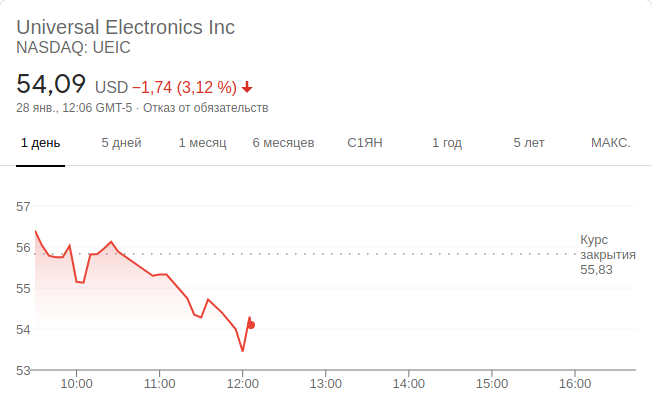 Universal Electronics Inc
NASDAQ: UEIC
54,09 USD −1,74 (3,12 %)
28 янв., 12:06 GMT-5 · Отказ от обязательств
1 день 5 дней 1 месяц 6 месяцев С1ЯН 1 год 5 лет МАКС.
57
56
55
54
53
Курс
закрытия
55,83
10:00 11:00 12:00 13:00 14:00 15:00 16:00